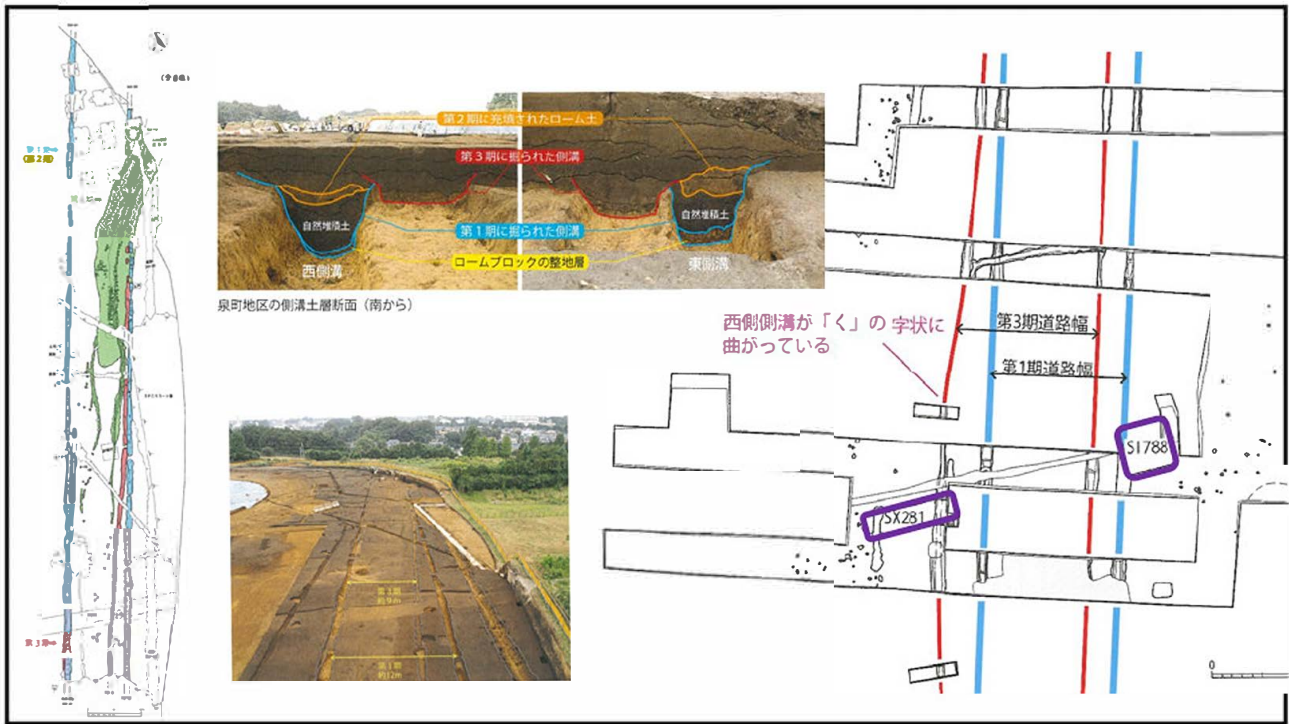 第2期に充填されたローム土
第3期に掘られた側溝
自然堆積土
自然堆積土
第1期に掘られた側溝
ロームブロックの整地層
西側溝
東側溝
泉町地区の側溝土層断面（南から）
西側側溝が「く」の字状に
曲がっている
第3期道路幅
第1期道路幅
SI788
SX281
第3期
約9m
第1期
約12m
第3期
0